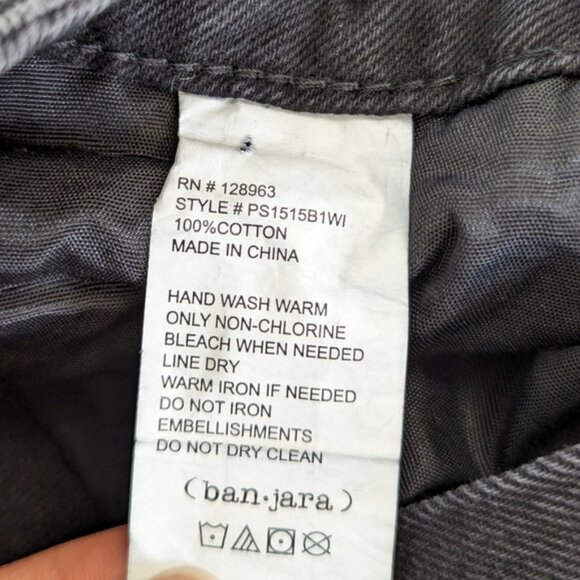 RN # 128963
STYLE # PS1515B1WI
100%COTTON
MADE IN CHINA
HAND WASH WARM
ONLY NON-CHLORINE
BLEACH WHEN NEEDED
LINE DRY
WARM IRON IF NEEDED
DO NOT IRON
EMBELLISHMENTS
DO NOT DRY CLEAN
(ban·jara)